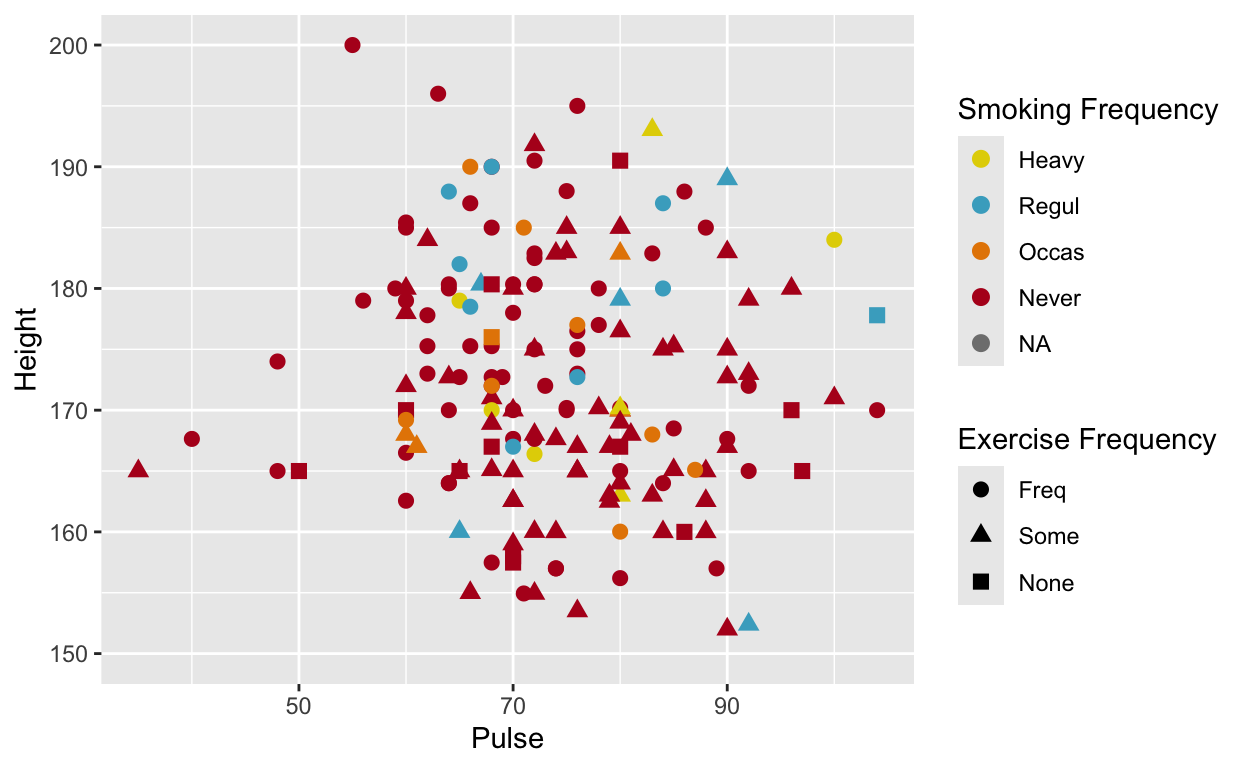 200
190
180
170
160
150
Height
50 70 90
Pulse
Smoking Frequency
Heavy
Regul
Occas
Never
NA
Exercise Frequency
Freq
Some
None